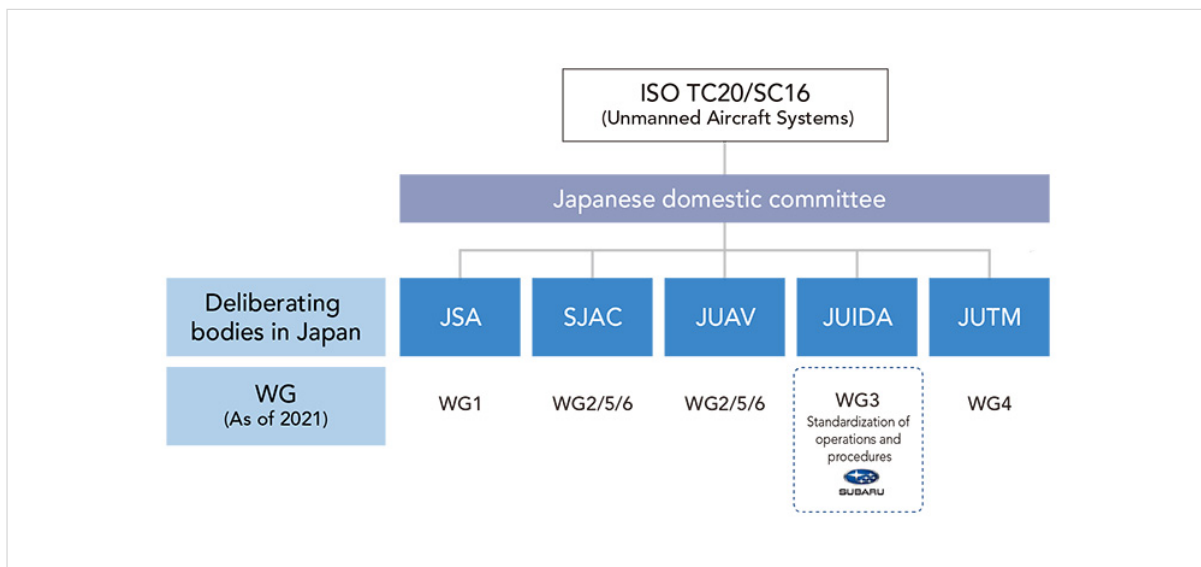 ISO TC20/SC16
(Unmanned Aircraft Systems)
Japanese domestic committee
Deliberating
bodies in Japan
JSA
SJAC
JUAV
JUIDA
JUTM
WG
(As of 2021)
WG1
WG2/5/6
WG2/5/6
WG3
Standardization of
operations and
procedures
SUBARU
WG4